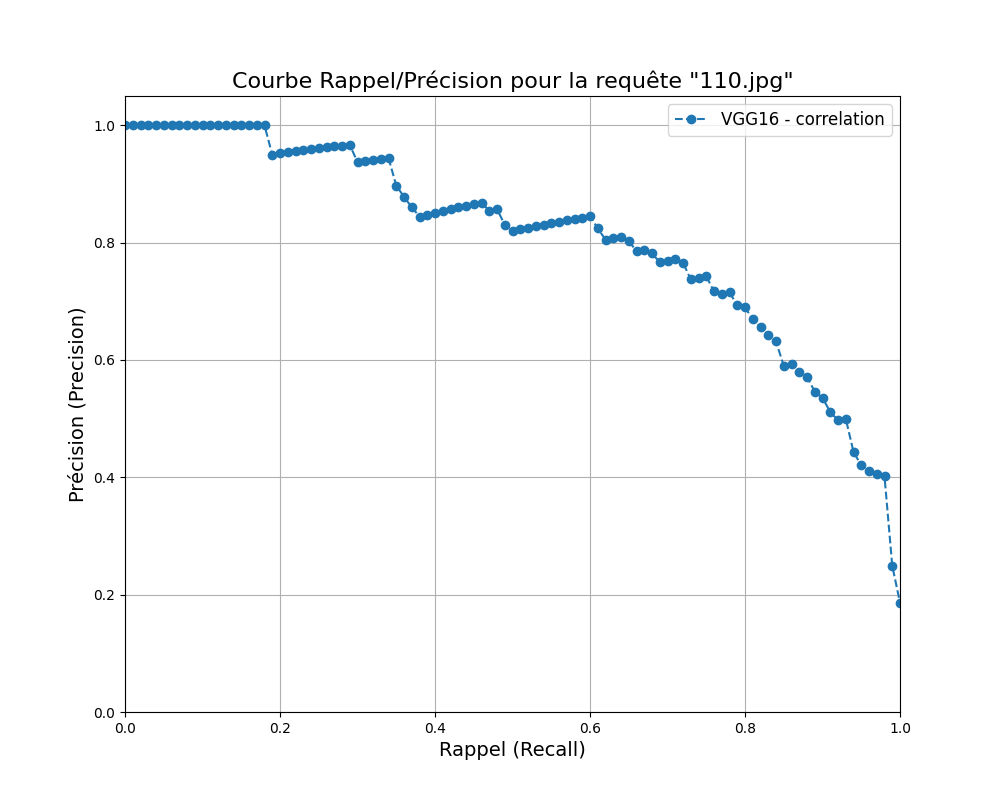 Courbe Rappel/Précision pour la requête "110.jpg"
VGG16 - correlation
Précision (Precision)
1.0
0.8
0.6
0.4
0.2
0.0
0.0 0.2 0.4 0.6 0.8 1.0
Rappel (Recall)